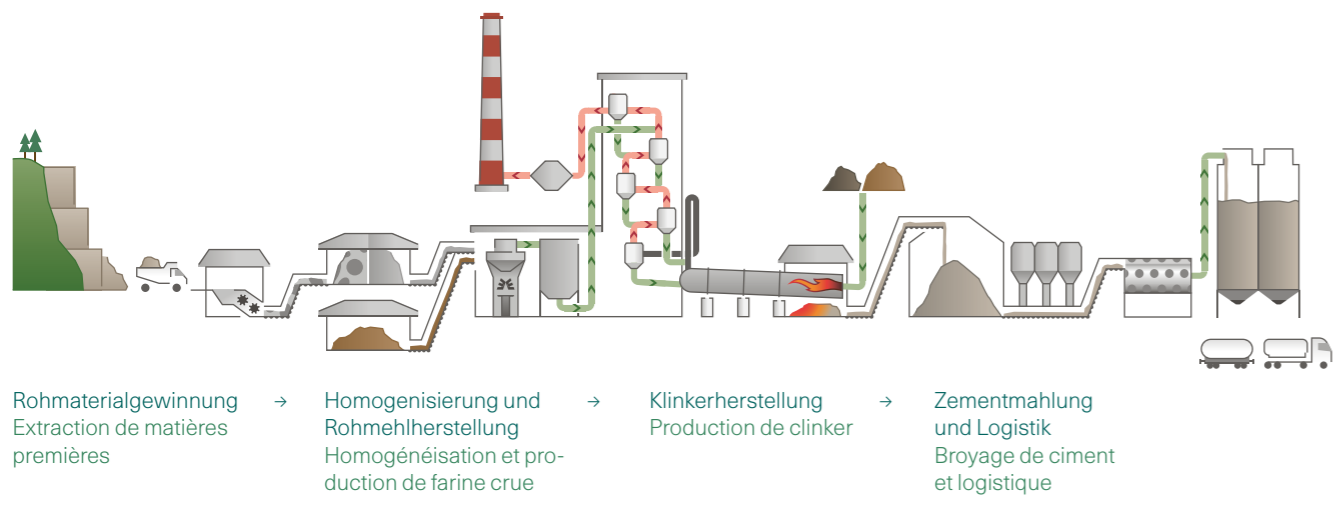 Rohmaterialgewinnung →
Extraction de matières
premières
Homogenisierung und →
Rohmehlherstellung
Homogénéisation et pro-
duction de farine crue
Klinkerherstellung →
Production de clinker
Zementmahlung
und Logistik
Broyage de ciment
et logistique